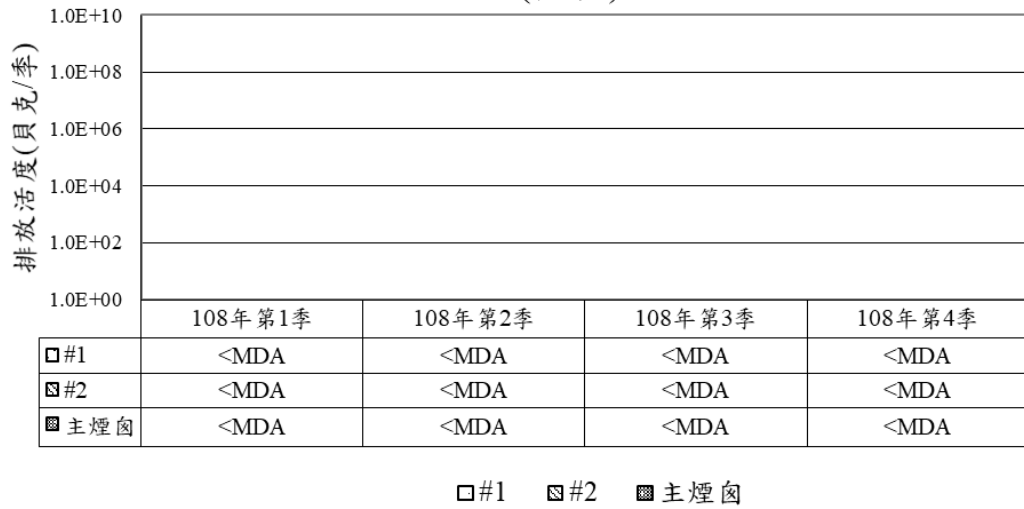 1.0E+10
1.0E+08
1.0E+06
1.0E+04
1.0E+02
1.0E+00
排放活度(貝克/季)
108年第1季 108年第2季 108年第3季 108年第4季
#1 <MDA <MDA <MDA <MDA
#2 <MDA <MDA <MDA <MDA
主煙囪 <MDA <MDA <MDA <MDA
#1 #2 主煙囪